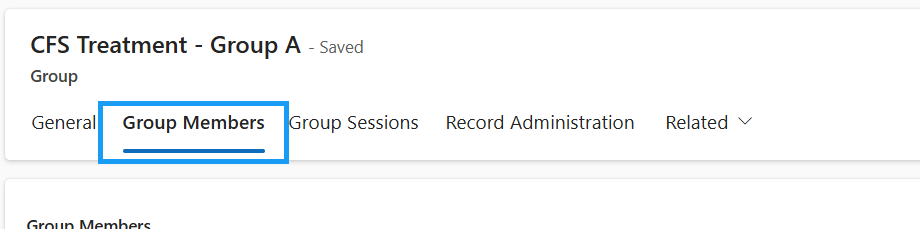 CFS Treatment - Group A - Saved
Group
General Group Members Group Sessions Record Administration Related
Group Members